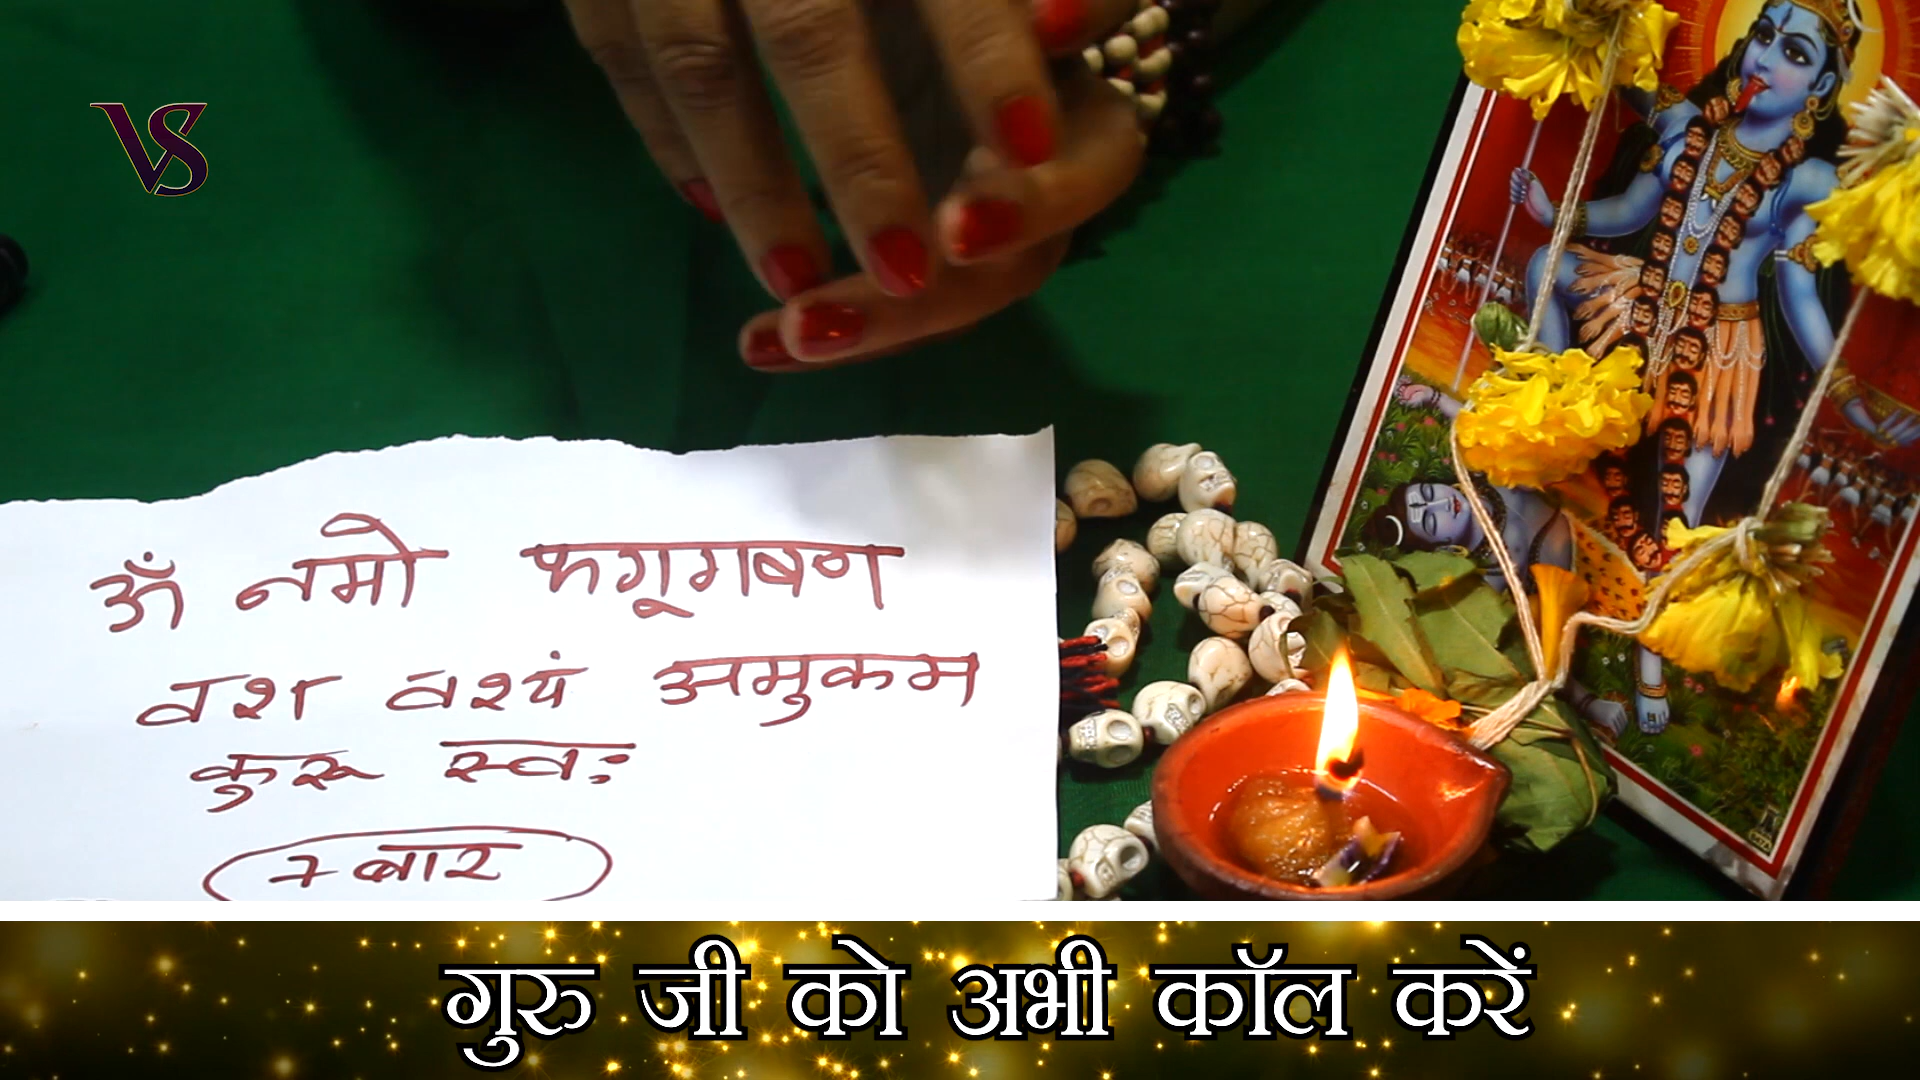 VS
ॐ नमो फगूगषण
वश वश्यं अमुकम
कुरू स्व:
7 बार
गुरु जी को अभी कॉल करें